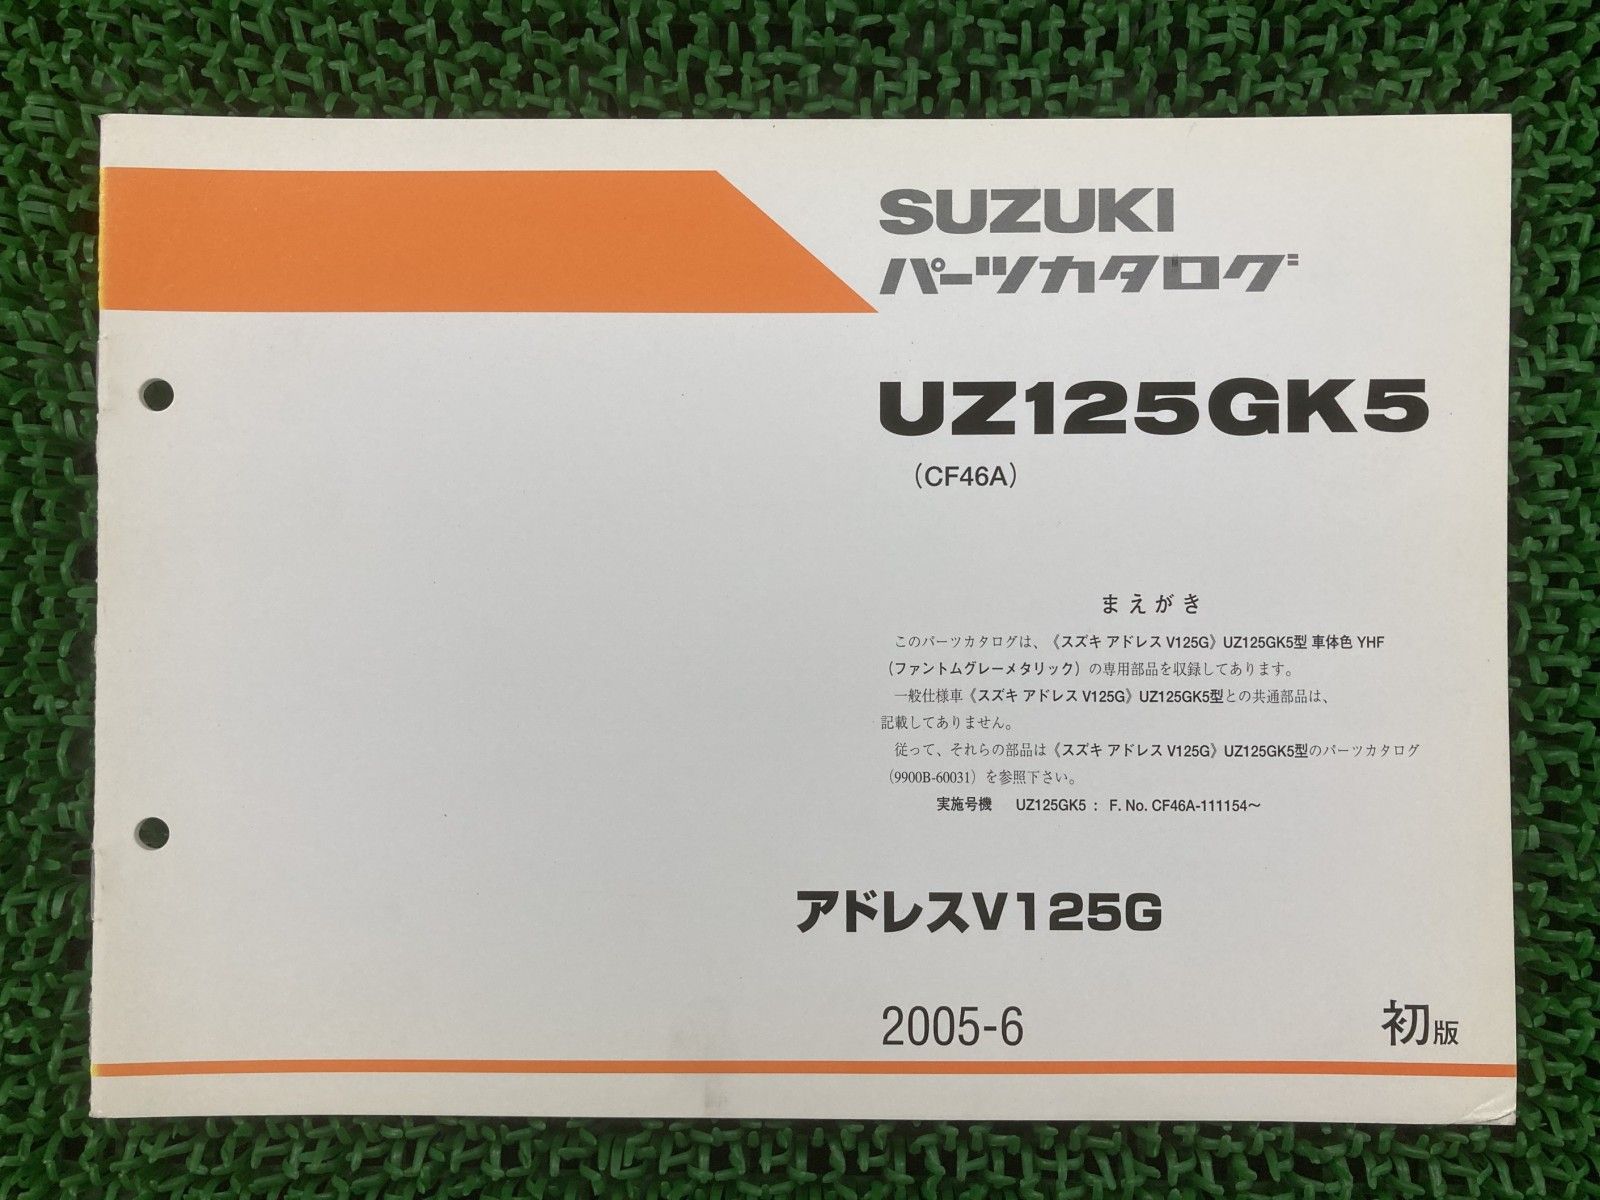 SUZUKI
パーツカタログ
UZ125GK5
(CF46A)
まえがき
このパーツカタログは、《スズキ アドレス V125G》UZ125GK5型 車体色 YHF
(ファントムグレーメタリック)の専用部品を収録してあります。
一般仕様車《スズキ アドレス V125G》UZ125GK5型との共通部品は、
記載してありません。
従って、それらの部品は《スズキ アドレス V125G》UZ125GK5型のパーツカタログ
(9900B-60031)を参照下さい。
実施号機 UZ125GK5 : F. No. CF46A-111154〜
アドレスV125G
2005-6 初版